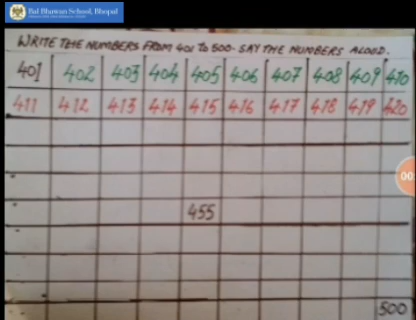 Bal Bhawan School, Bhopal
WRITE THE NUMBERS FROM 401 to 500. SAY THE NUMBERS ALOUD.
401 402 403 404 405 406 407 408 409 410
411 412 413 414 415 416 417 418 419 420
455
500
00